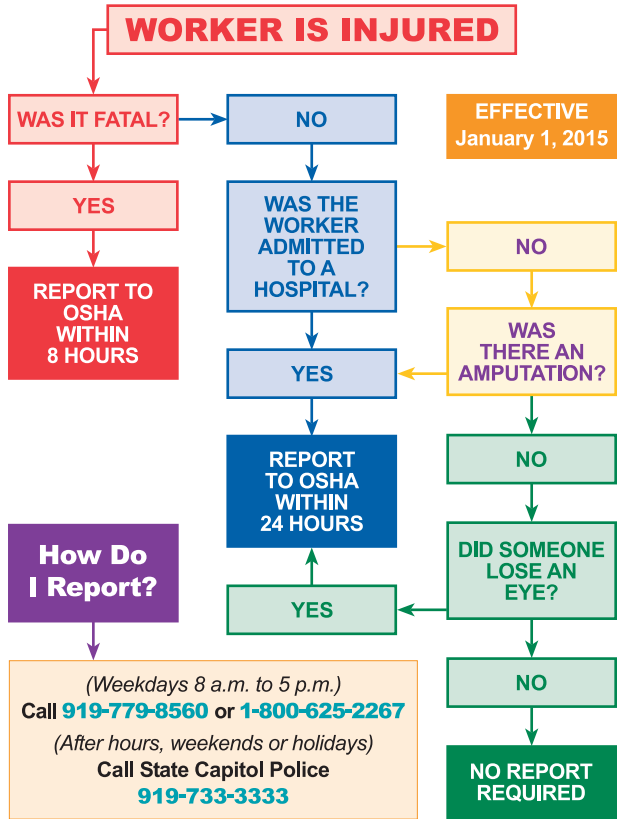 WORKER IS INJURED
WAS IT FATAL?
NO
EFFECTIVE
January 1, 2015
YES
WAS THE
WORKER
ADMITTED
TO A
HOSPITAL?
NO
REPORT TO
OSHA
WITHIN
8 HOURS
WAS
THERE AN
AMPUTATION?
YES
NO
REPORT
TO OSHA
WITHIN
24 HOURS
How Do
I Report?
DID SOMEONE
LOSE AN
EYE?
YES
(Weekdays 8 a.m. to 5 p.m.)
Call 919-779-8560 or 1-800-625-2267
(After hours, weekends or holidays)
Call State Capitol Police
919-733-3333
NO
NO REPORT
REQUIRED